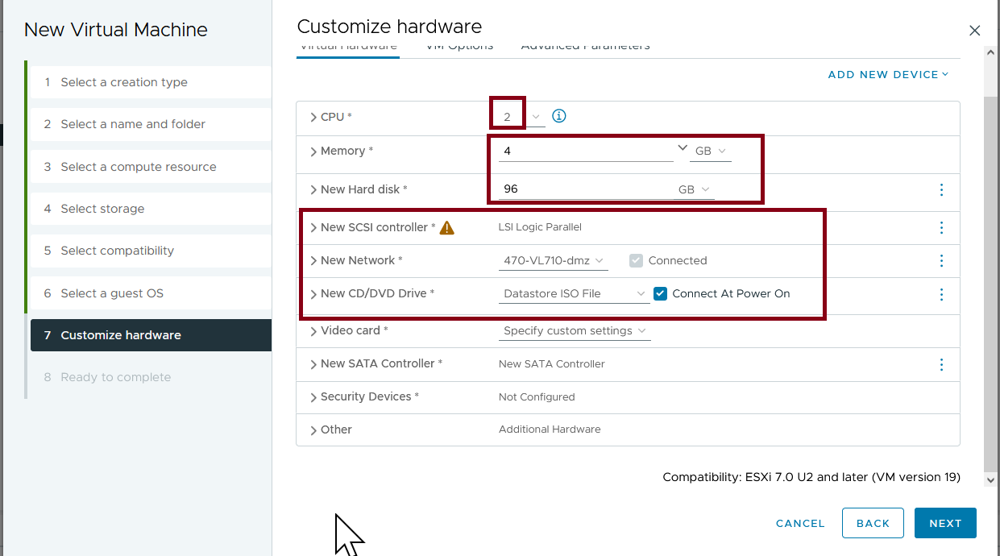 New Virtual Machine
1 Select a creation type
2 Select a name and folder
3 Select a compute resource
4 Select storage
5 Select compatibility
6 Select a guest OS
7 Customize hardware
8 Ready to complete
Customize hardware
Virtual Hardware VM Options Advanced Parameters
ADD NEW DEVICE
CPU * 2
Memory * 4 GB
New Hard disk * 96 GB
New SCSI controller * LSI Logic Parallel
New Network * 470-VL710-dmz Connected
New CD/DVD Drive * Datastore ISO File Connect At Power On
Video card * Specify custom settings
New SATA Controller * New SATA Controller
Security Devices * Not Configured
Other Additional Hardware
Compatibility: ESXi 7.0 U2 and later (VM version 19)
CANCEL BACK NEXT